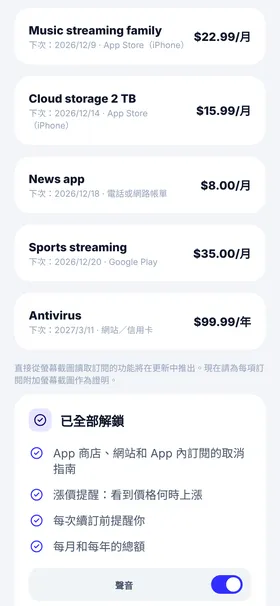 Music streaming family
$22.99/月
下次：2026/12/9 · App Store（iPhone）
Cloud storage 2 TB
$15.99/月
下次：2026/12/14 · App Store
（iPhone）
News app
$8.00/月
下次：2026/12/18 · 電話或網路帳單
Sports streaming
$35.00/月
下次：2026/12/20 · Google Play
Antivirus
$99.99/年
下次：2027/3/11 · 網站／信用卡
直接從螢幕截圖讀取訂閱的功能將在更新中推出。現在請為每項訂
閱附加螢幕截圖作為證明。
已全部解鎖
App 商店、網站和 App 內訂閱的取消
指南
漲價提醒：看到價格何時上漲
每次續訂前提醒你
每月和每年的總額
聲音